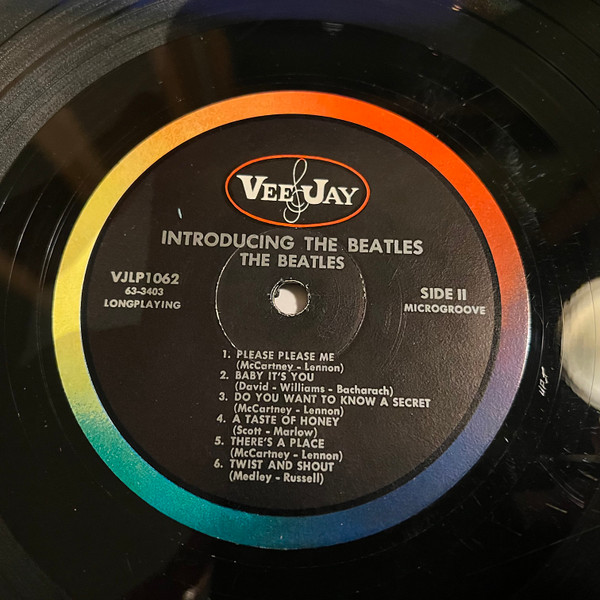 VEE JAY
INTRODUCING THE BEATLES
THE BEATLES
VJLP1062
63-3403
LONGPLAYING
SIDE II
MICROGROOVE
1. PLEASE PLEASE ME
(McCartney - Lennon)
2. BABY IT'S YOU
(David - Williams - Bacharach)
3. DO YOU WANT TO KNOW A SECRET
(McCartney - Lennon)
4. A TASTE OF HONEY
(Scott - Marlow)
5. THERE'S A PLACE
(McCartney - Lennon)
6. TWIST AND SHOUT
(Medley - Russell)